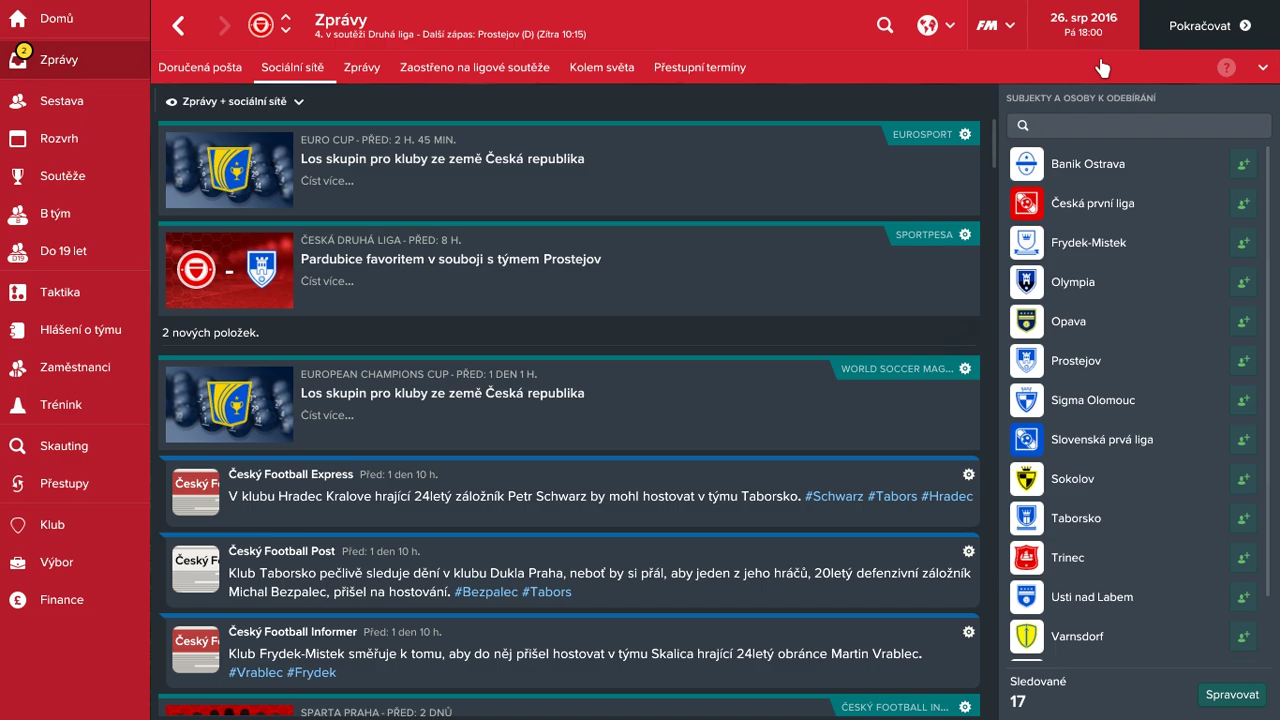 Domů
2
Zprávy
Sestava
Rozvrh
Soutěže
B tým
B
Do 19 let
D19
Taktika
Hlášení o týmu
Zaměstnanci
Trénink
Skauting
Přestupy
Klub
Výbor
Finance
Zprávy
4. v soutěži Druhá liga - Další zápas: Prostejov (D) (Zítra 10:15)
FM
26. srp 2016
Pá 18:00
Pokračovat
Doručená pošta
Sociální sítě
Zprávy
Zaostřeno na ligové soutěže
Kolem světa
Přestupní termíny
?
Zprávy + sociální sítě
EURO CUP - PŘED: 2 H. 45 MIN.
EUROSPORT
Los skupin pro kluby ze země Česká republika
Číst více...
ČESKÁ DRUHÁ LIGA - PŘED: 8 H.
SPORTPESA
Pardubice favoritem v souboji s týmem Prostejov
Číst více...
2 nových položek.
EUROPEAN CHAMPIONS CUP - PŘED: 1 DEN 1 H.
WORLD SOCCER MAG...
Los skupin pro kluby ze země Česká republika
Číst více...
Český Fo
Český Football Express Před: 1 den 10 h.
V klubu Hradec Kralove hrající 24letý záložník Petr Schwarz by mohl hostovat v týmu Taborsko. #Schwarz #Tabors #Hradec
Český Fo
Český Football Post Před: 1 den 10 h.
Klub Taborsko pečlivě sleduje dění v klubu Dukla Praha, neboť by si přál, aby jeden z jeho hráčů, 20letý defenzivní záložník
Michal Bezpalec, přišel na hostování. #Bezpalec #Tabors
Český Fo
Český Football Informer Před: 1 den 10 h.
Klub Frydek-Mistek směřuje k tomu, aby do něj přišel hostovat v týmu Skalica hrající 24letý obránce Martin Vrablec.
#Vrablec #Frydek
SPARTA PRAHA - PŘED: 2 DNŮ
ČESKÝ FOOTBALL IN...
SUBJEKTY A OSOBY K ODEBÍRÁNÍ
Banik Ostrava
Česká první liga
Frydek-Mistek
Olympia
Opava
Prostejov
Sigma Olomouc
Slovenská prvá liga
Sokolov
Taborsko
Trinec
Usti nad Labem
Varnsdorf
Sledované
17
Spravovat